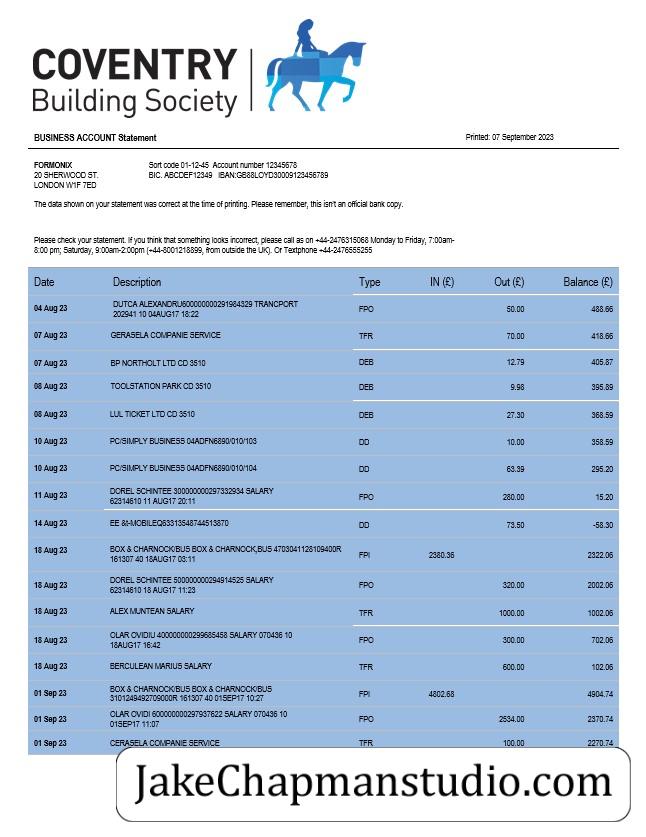 COVENTRY
Building Society
BUSINESS ACCOUNT Statement Printed: 07 September 2023
FORMONIX Sort code 01-12-45 Account number 12345678
20 SHERWOOD ST. BIC. ABCDEF12349 IBAN:GB88LOYD30009123456789
LONDON W1F 7ED
The data shown on your statement was correct at the time of printing. Please remember, this isn't an official bank copy.
Please check your statement. If you think that something looks incorrect, please call as on +44-2476315068 Monday to Friday, 7:00am-
8:00 pm; Saturday, 9:00am-2:00pm (+44-8001218899, from outside the UK). Of Textphone +44-2476555255
Date Description Type IN (£) Out (£) Balance (£)
04 Aug 23 DUTCA ALEXANDRU600000000291984329 TRANCPORT
202941 10 04AUG17 18:22 FPO 50.00 488.66
07 Aug 23 GERASELA COMPANIE SERVICE TFR 70.00 418.66
07 Aug 23 BP NORTHOLT LTD CD 3510 DEB 12.79 405.87
08 Aug 23 TOOLSTATION PARK CD 3510 DEB 9.98 395.89
08 Aug 23 LUL TICKET LTD CD 3510 DEB 27.30 368.59
10 Aug 23 PC/SIMPLY BUSINESS 04ADFN6890/010/103 DD 10.00 358.59
10 Aug 23 PC/SIMPLY BUSINESS 04ADFN6890/010/104 DD 63.39 295.20
11 Aug 23 DOREL SCHINTEE 300000000297332934 SALARY
62314610 11 AUG17 20:11 FPO 280.00 15.20
14 Aug 23 EE &t-MOBILEQ63313548744513870 DD 73.50 -58.30
18 Aug 23 BOX & CHARNOCK/BUS BOX & CHARNOCK,BUS 4703041128109400R
161307 40 18AUG17 03:11 FPI 2380.36 2322.06
18 Aug 23 DOREL SCHINTEE 500000000294914525 SALARY
62314610 18 AUG17 11:23 FPO 320.00 2002.06
18 Aug 23 ALEX MUNTEAN SALARY TFR 1000.00 1002.06
18 Aug 23 OLAR OVIDIU 400000000299685458 SALARY 070436 10
18AUG17 16:42 FPO 300.00 702.06
18 Aug 23 BERCULEAN MARIUS SALARY TFR 600.00 102.06
01 Sep 23 BOX & CHARNOCK/BUS BOX & CHARNOCK/BUS
3101249492709000R 161307 40 01SEP17 10:27 FPI 4802.68 4904.74
01 Sep 23 OLAR OVIDI 600000000297937622 SALARY 070436 10
01SEP17 11:07 FPO 2534.00 2370.74
01 Sep 23 CERASELA COMPANIE SERVICE TFR 100.00 2270.74
JakeChapmanstudio.com